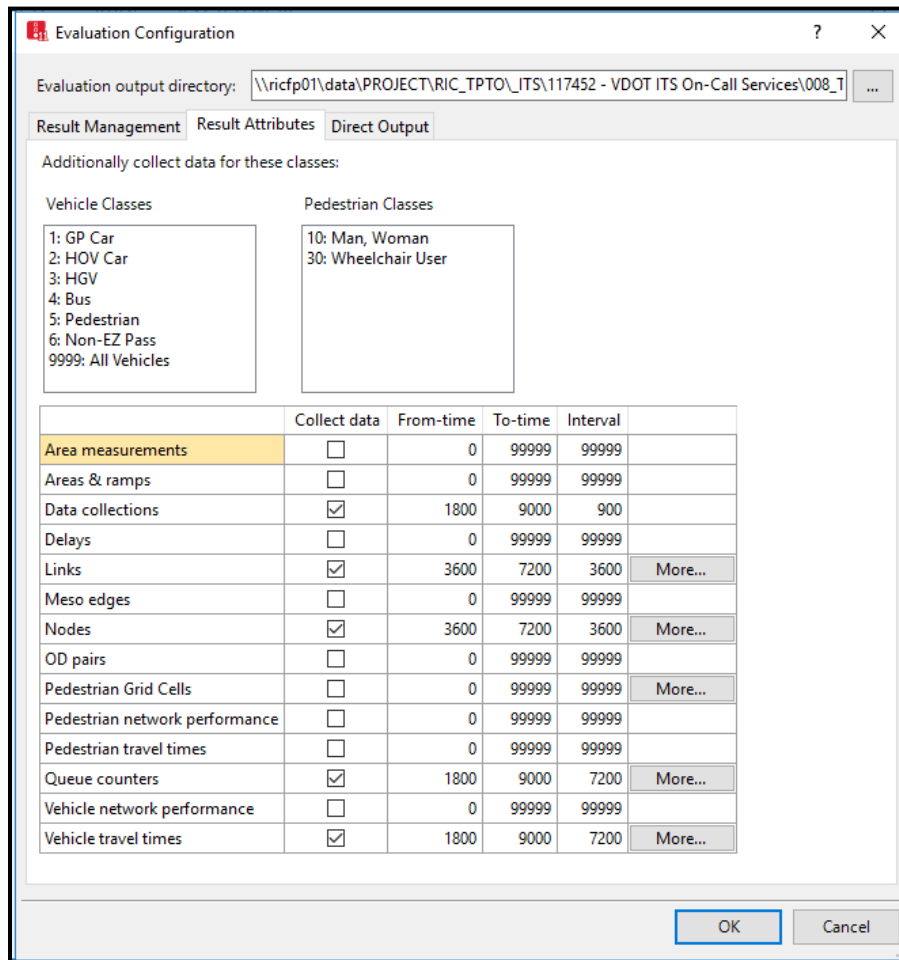 Evaluation Configuration ? ×
Evaluation output directory: \\ricfp01\data\PROJECT\RIC_TPTO\_ITS\117452 - VDOT ITS On-Call Services\008_T ...
Result Management Result Attributes Direct Output
Additionally collect data for these classes:
Vehicle Classes Pedestrian Classes
1: GP Car 10: Man, Woman
2: HOV Car 30: Wheelchair User
3: HGV
4: Bus
5: Pedestrian
6: Non-EZ Pass
9999: All Vehicles
Collect data From-time To-time Interval
Area measurements 0 99999 99999
Areas & ramps 0 99999 99999
Data collections 1800 9000 900
Delays 0 99999 99999
Links 3600 7200 3600 More...
Meso edges 0 99999 99999
Nodes 3600 7200 3600 More...
OD pairs 0 99999 99999
Pedestrian Grid Cells 0 99999 99999 More...
Pedestrian network performance 0 99999 99999
Pedestrian travel times 0 99999 99999
Queue counters 1800 9000 7200 More...
Vehicle network performance 0 99999 99999
Vehicle travel times 1800 9000 7200 More...
OK Cancel